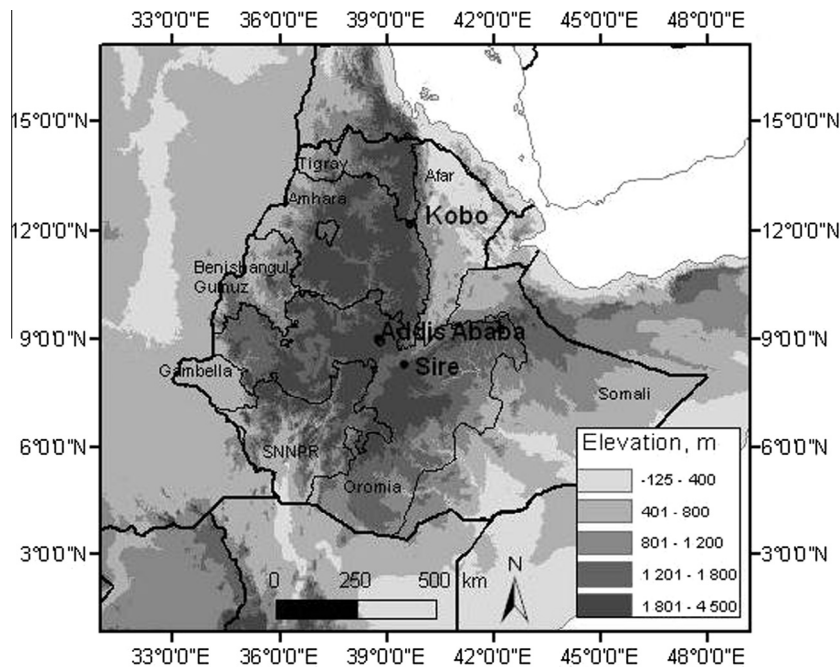 33°0'0"E 36°0'0"E 39°0'0"E 42°0'0"E 45°0'0"E 48°0'0"E
15°0'0"N 15°0'0"N
Tigray
Afar
Amhara
Kobo
12°0'0"N 12°0'0"N
Benishangul
Gumuz
9°0'0"N Addis Ababa 9°0'0"N
Gambella
Sire
Somali
6°0'0"N 6°0'0"N
SNNPR
Oromia
Elevation, m
-125 - 400
401 - 800
801 - 1 200
1 201 - 1 800
1 801 - 4 500
3°0'0"N 3°0'0"N
N
0 250 500 km
33°0'0"E 36°0'0"E 39°0'0"E 42°0'0"E 45°0'0"E 48°0'0"E